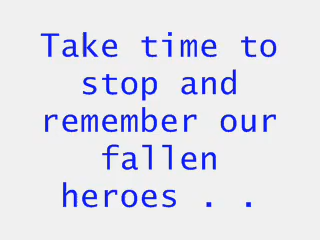 Take time to
stop and
remember our
fallen
heroes . .